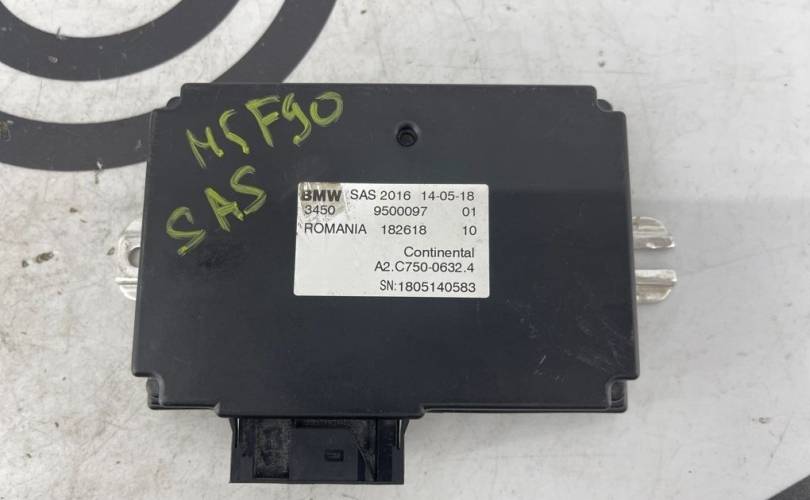 M5F90
SAS
BMW SAS 2016 14-05-18
3450 9500097 01
ROMANIA 182618 10
Continental
A2.C750-0632.4
SN:1805140583